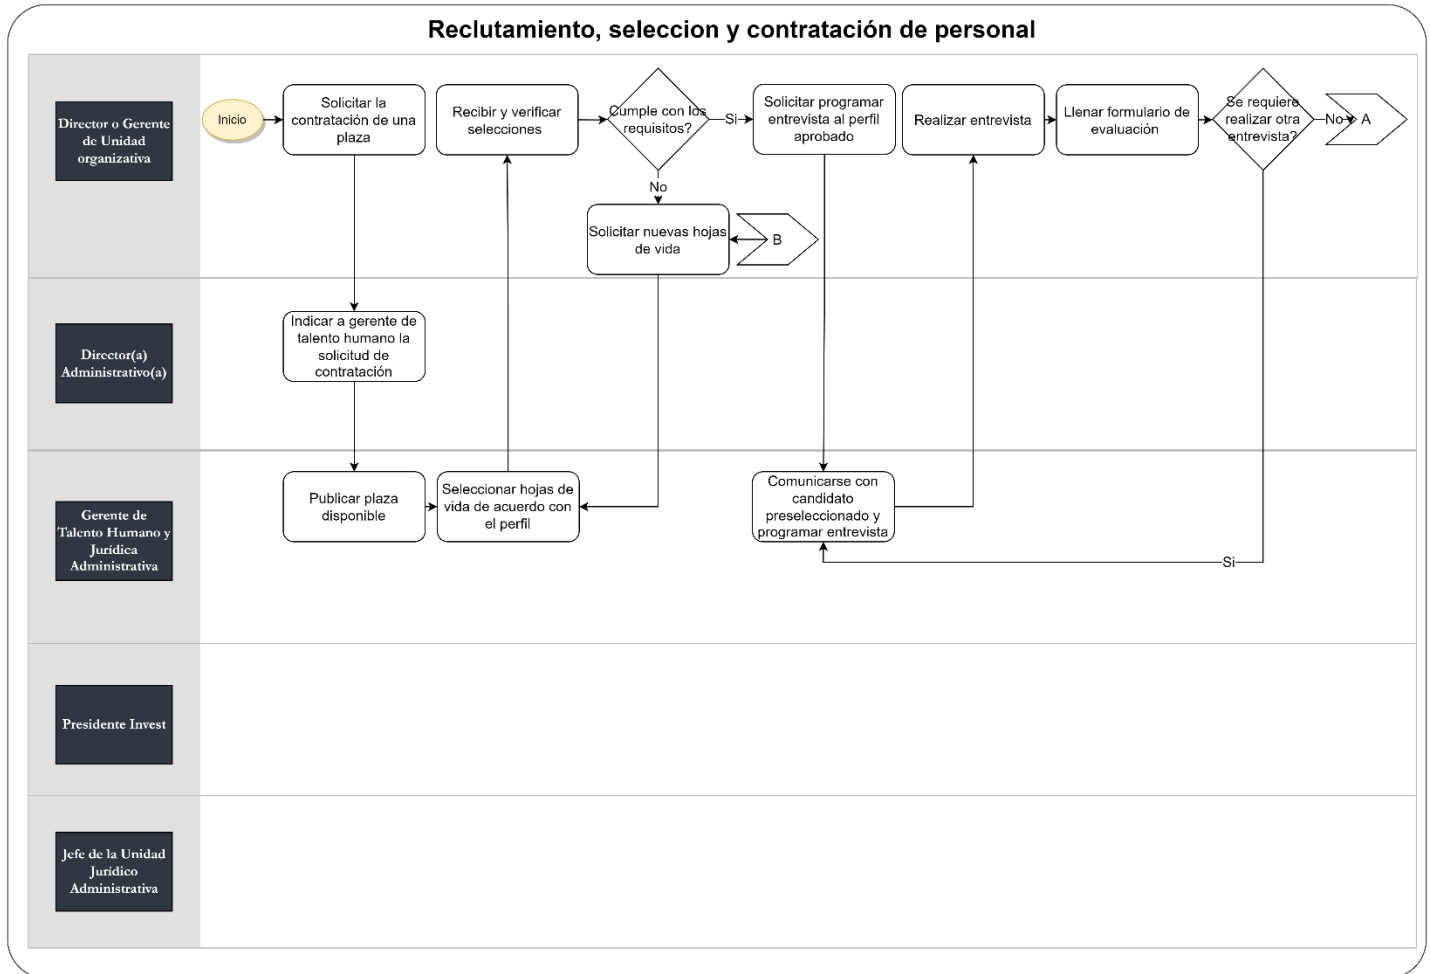 Reclutamiento, seleccion y contratación de personal
Director o Gerente
de Unidad
organizativa
Inicio
Solicitar la
contratación de una
plaza
Recibir y verificar
selecciones
Cumple con los
requisitos?
Si
Solicitar programar
entrevista al perfil
aprobado
Realizar entrevista
Llenar formulario de
evaluación
Se requiere
realizar otra
entrevista?
No
A
No
Solicitar nuevas hojas
de vida
B
Director(a)
Administrativo(a)
Indicar a gerente de
talento humano la
solicitud de
contratación
Gerente de
Talento Humano y
Jurídica
Administrativa
Publicar plaza
disponible
Seleccionar hojas de
vida de acuerdo con
el perfil
Comunicarse con
candidato
preseleccionado y
programar entrevista
Si
Presidente Invest
Jefe de la Unidad
Jurídico
Administrativa